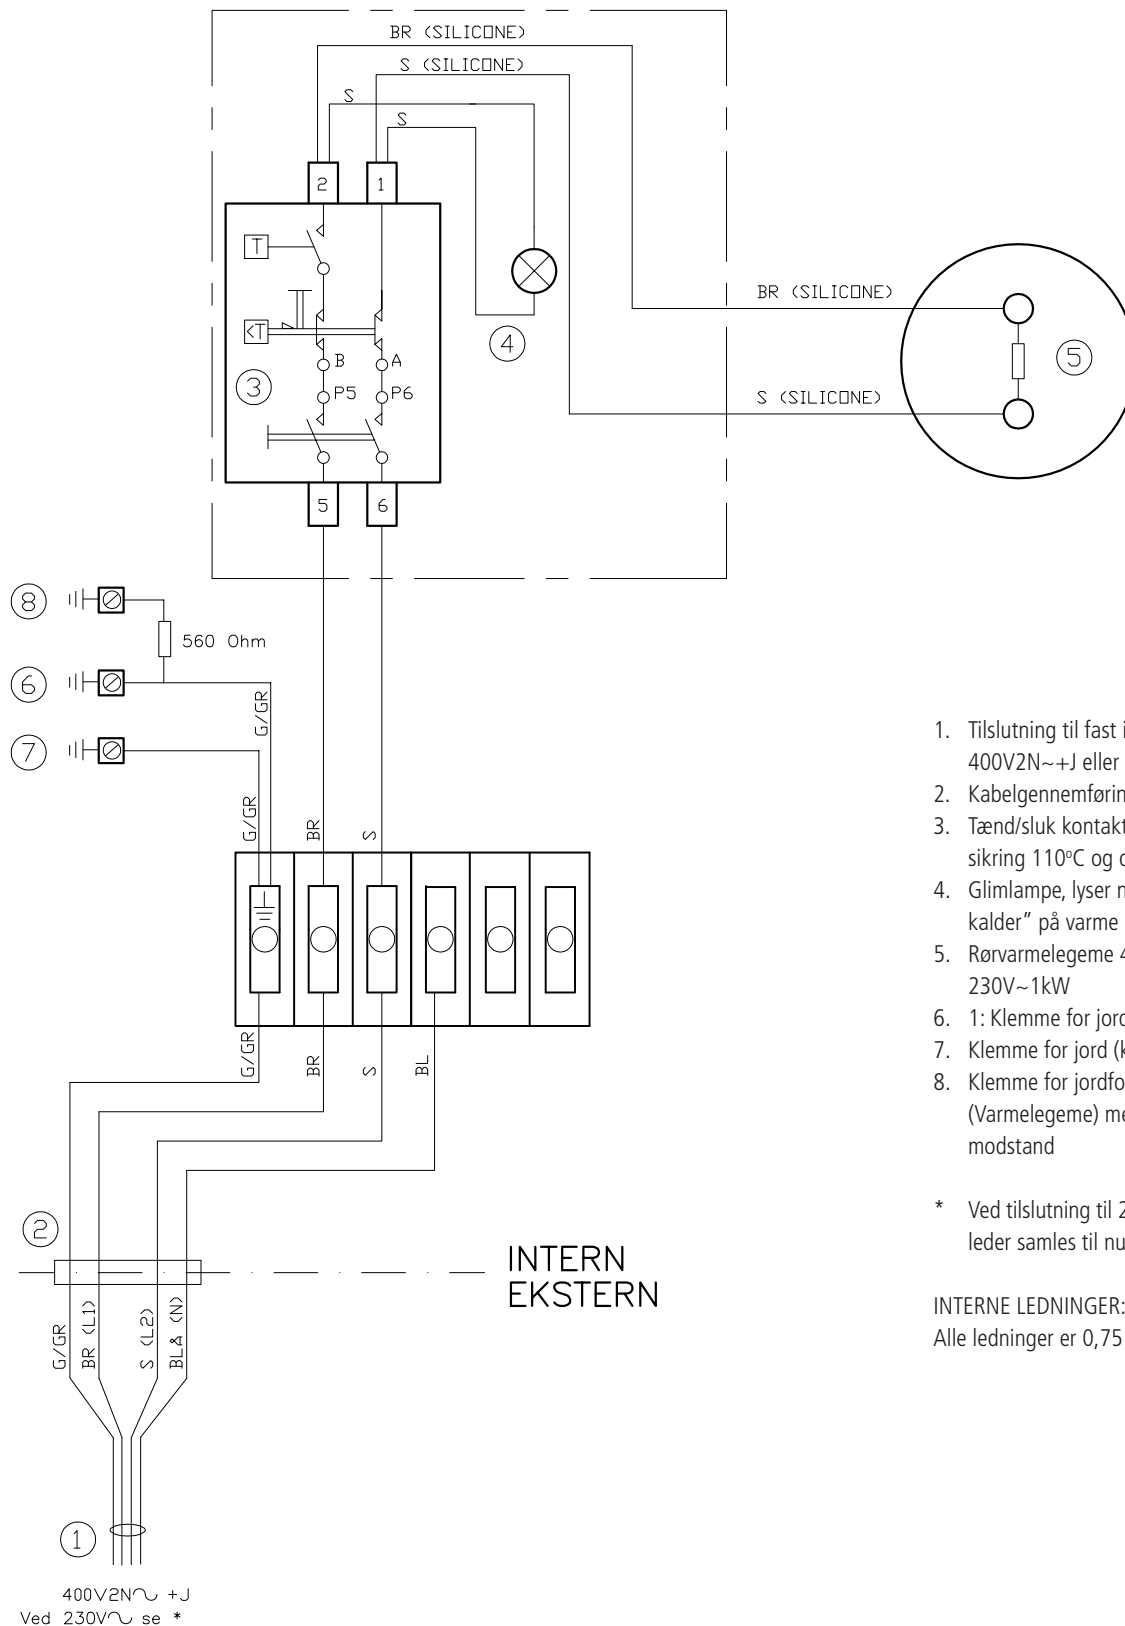 BR (SILICONE)
S (SILICONE)
S
S
2
1
T
<T
B
A
P5
P6
3
4
BR (SILICONE)
S (SILICONE)
5
5
6
8
560 Ohm
6
7
G/GR
G/GR
BR
S
G/GR
BR
S
BL
2
INTERN
EKSTERN
G/GR
BR (L1)
S (L2)
BLÅ (N)
1
400V2N~ +J
Ved 230V~ se *
1. Tilslutning til fast i
400V2N~+J eller
2. Kabelgennemførin
3. Tænd/sluk kontakt
sikring 110ºC og d
4. Glimlampe, lyser n
kalder” på varme
5. Rørvarmelegeme 4
230V~1kW
6. 1: Klemme for jord
7. Klemme for jord (k
8. Klemme for jordfo
(Varmelegeme) me
modstand
* Ved tilslutning til 2
leder samles til nu
INTERNE LEDNINGER:
Alle ledninger er 0,75